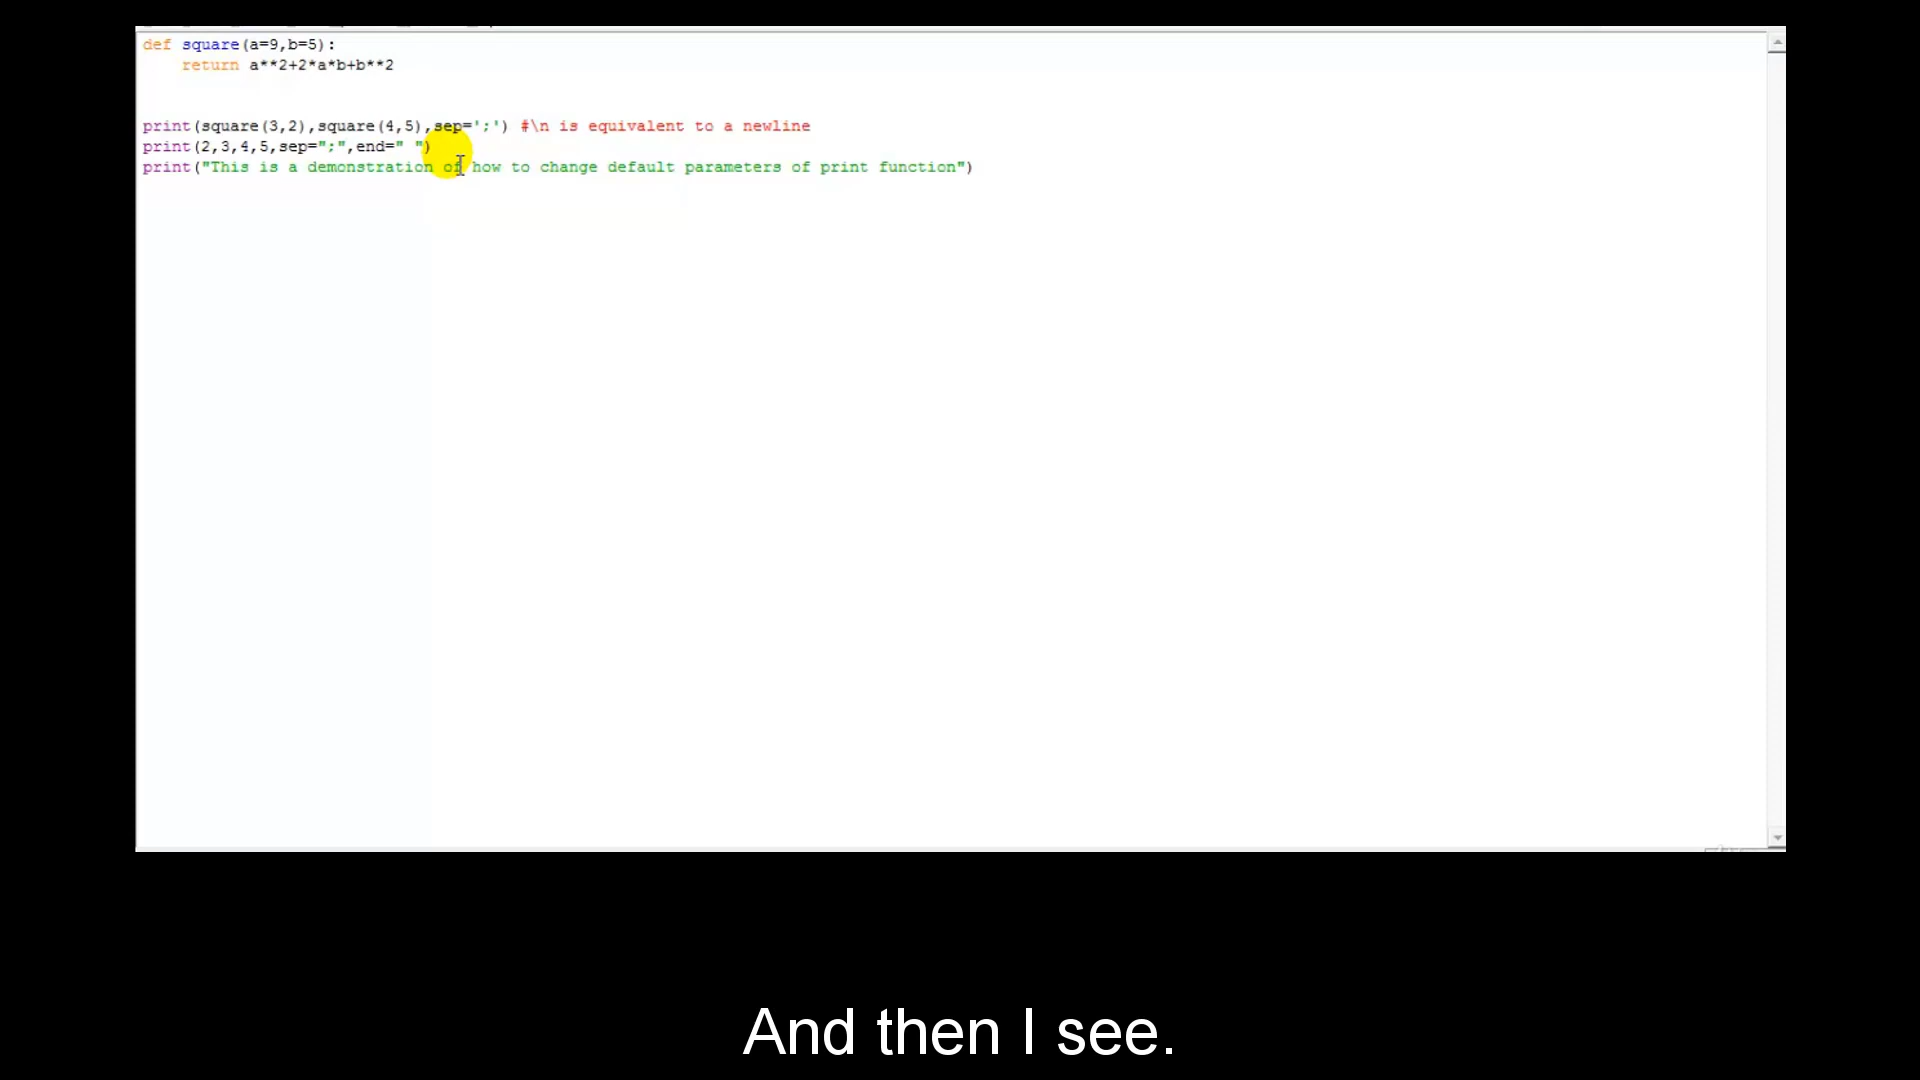 def square(a=9,b=5):
    return a**2+2*a*b+b**2
print(square(3,2),square(4,5),sep=';') #\n is equivalent to a newline
print(2,3,4,5,sep=";",end=" ")
print("This is a demonstration of how to change default parameters of print function")
And then I see.